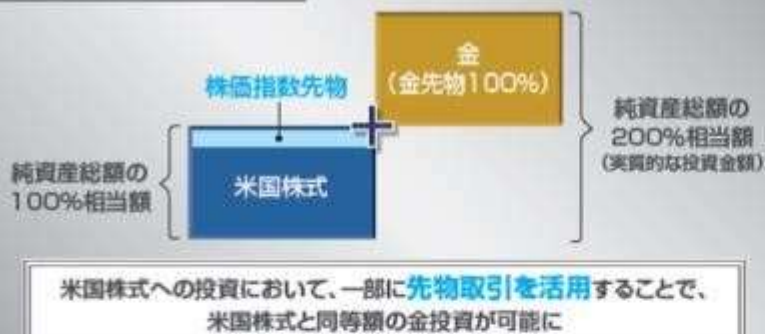 金
(金先物100%)
株価指数先物
純資産総額の
200%相当額
(実質的な投資金額)
純資産総額の
100%相当額
米国株式
米国株式への投資において、一部に先物取引を活用することで、
米国株式と同等額の金投資が可能に